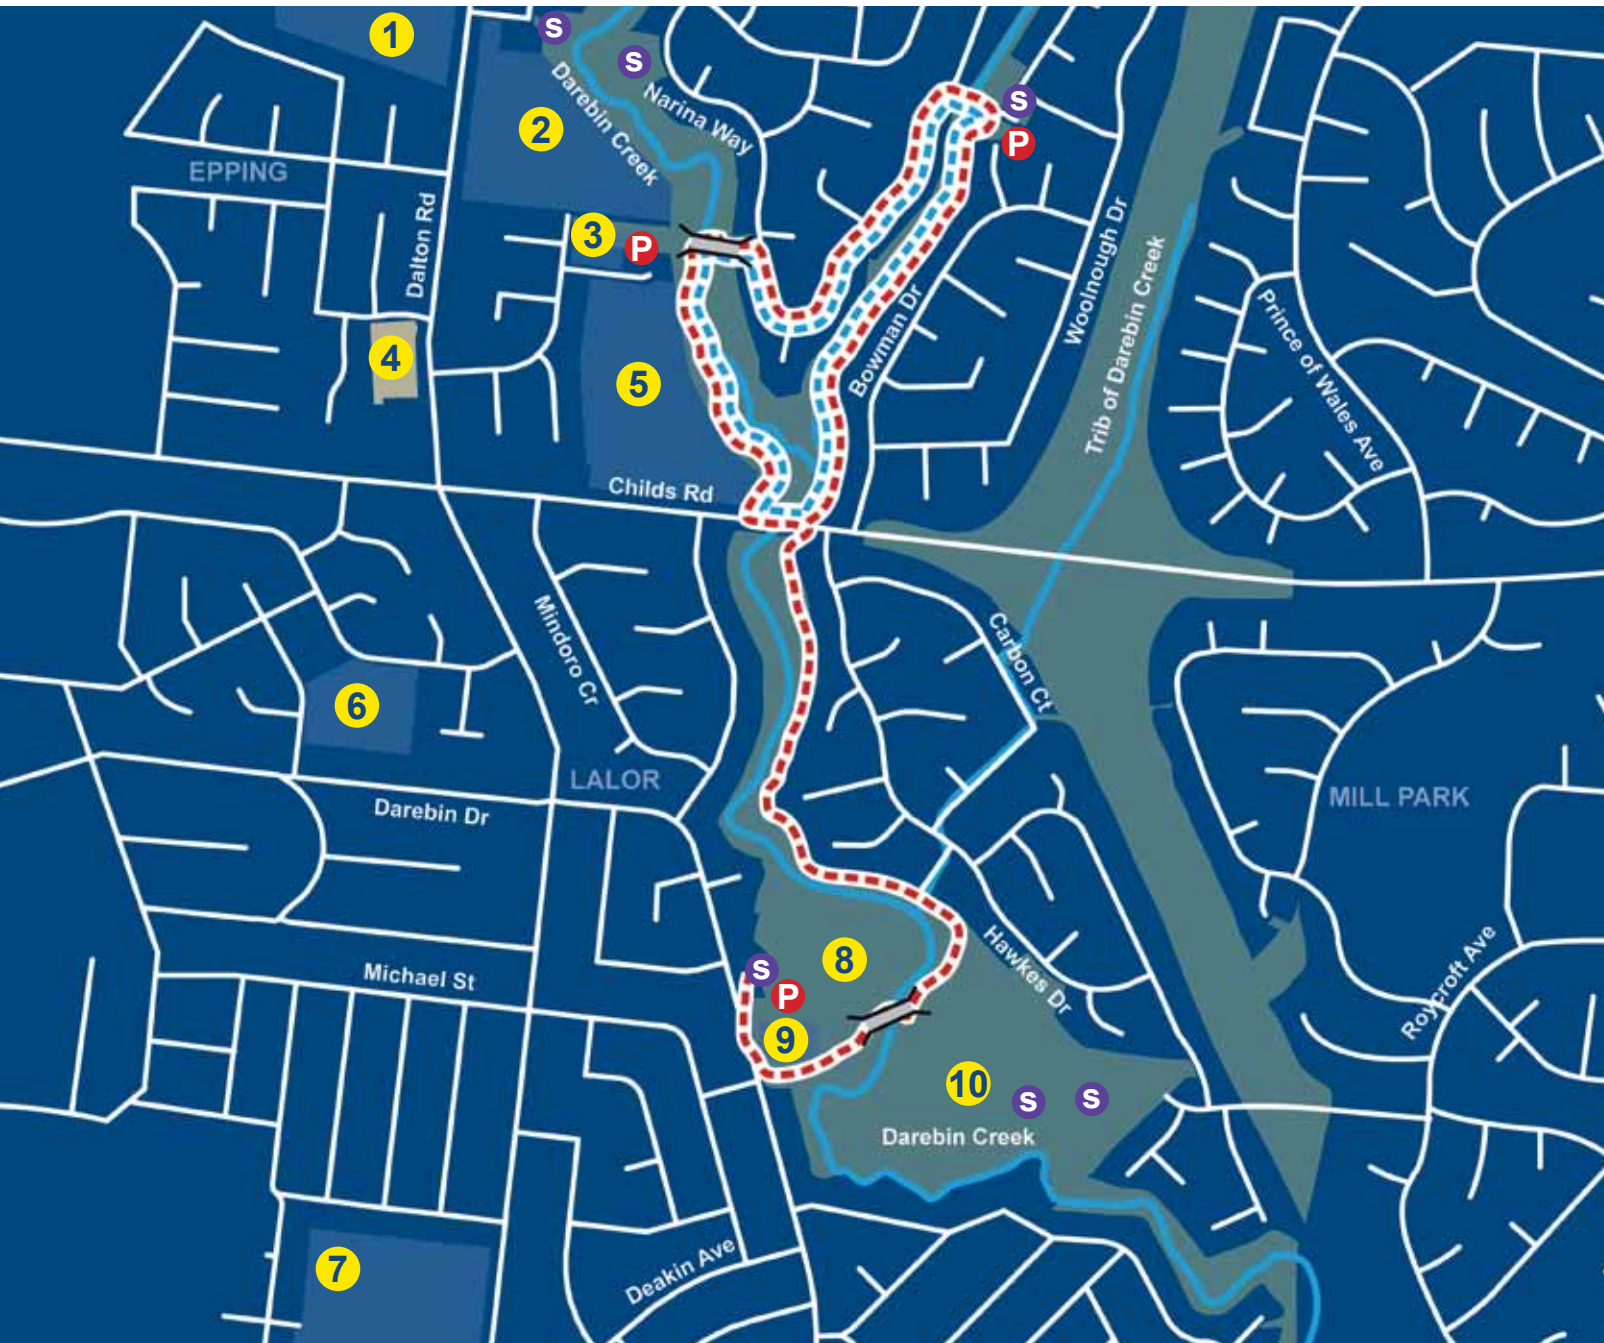 1
S
S
2
Darebin Creek
Narina Way
S
P
EPPING
Dalton Rd
3
P
Woolnough Dr
Trib of Darebin Creek
Prince of Wales Ave
Bowman Dr
4
5
Childs Rd
Mindoro Cr
Carbon Ct
6
LALOR
MILL PARK
Darebin Dr
Hawkes Dr
Roycroft Ave
8
S
P
Michael St
9
10
S
S
Darebin Creek
7
Deakin Ave